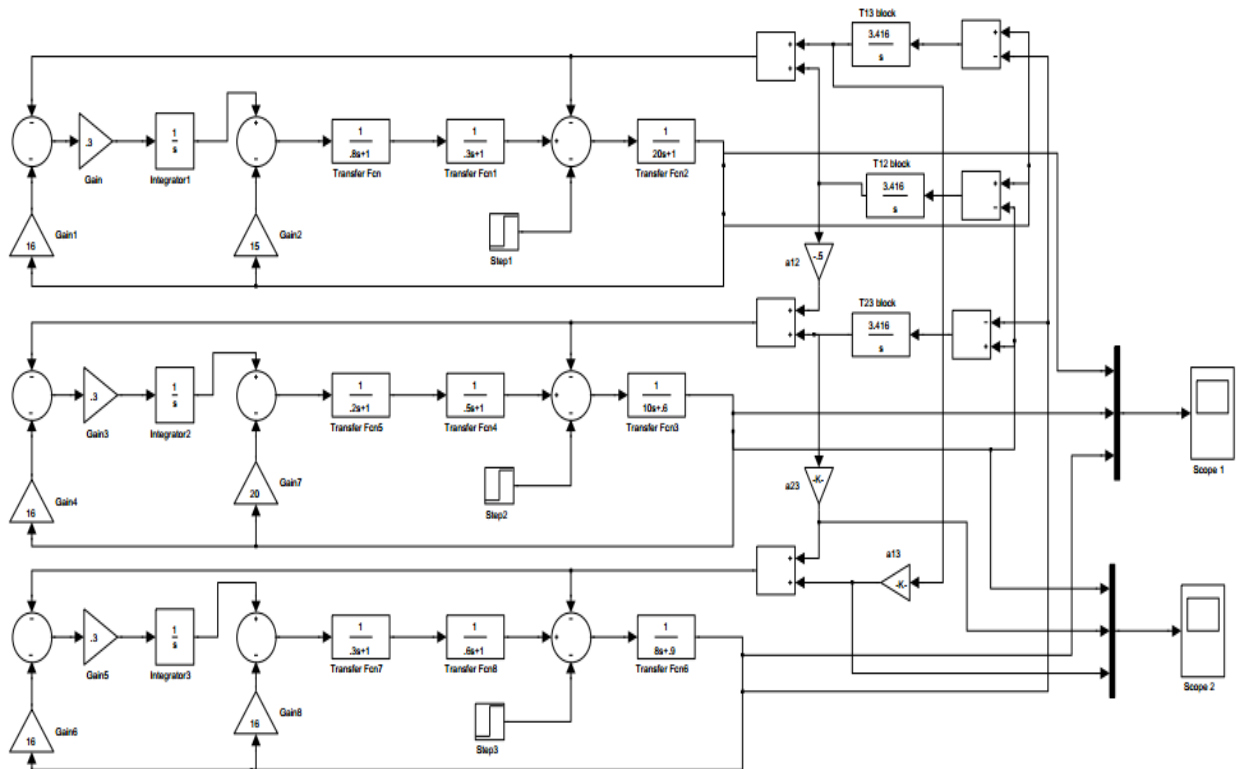 T13 block
3.416
s
+
-
+
+
-
-
.3
Gain
1
s
Integrator1
+
-
1
.8s+1
Transfer Fcn
1
.3s+1
Transfer Fcn1
-
+
-
1
20s+1
Transfer Fcn2
T12 block
3.416
s
+
-
16
Gain1
15
Gain2
Step1
-.5
a12
T23 block
3.416
s
-
+
+
+
-
-
.3
Gain3
1
s
Integrator2
+
-
1
.2s+1
Transfer Fcn5
1
.5s+1
Transfer Fcn4
-
+
-
1
10s+.6
Transfer Fcn3
Scope 1
16
Gain4
20
Gain7
Step2
-K-
a23
+
+
a13
-K-
-
-
.3
Gain5
1
s
Integrator3
+
-
1
.3s+1
Transfer Fcn7
1
.6s+1
Transfer Fcn8
-
+
-
1
8s+.9
Transfer Fcn6
Scope 2
16
Gain6
16
Gain8
Step3